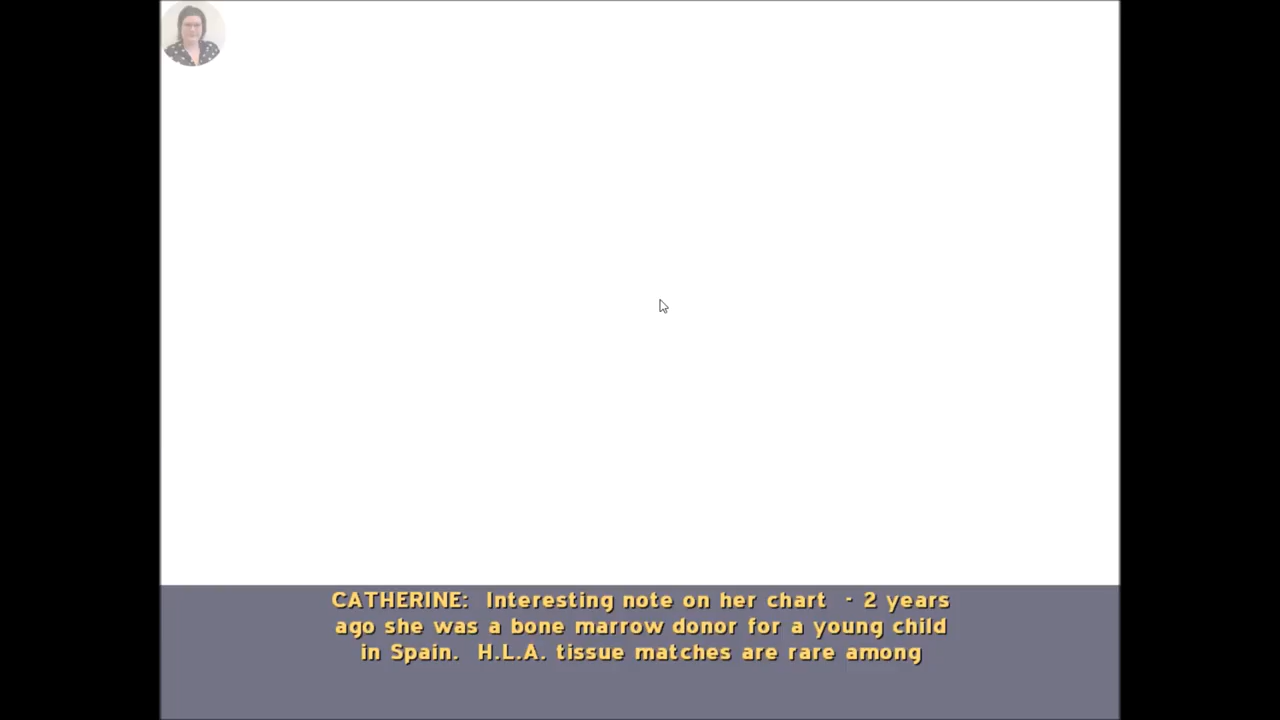 CATHERINE:  Interesting note on her chart  - 2 years
ago she was a bone marrow donor for a young child
in Spain.  H.L.A. tissue matches are rare among